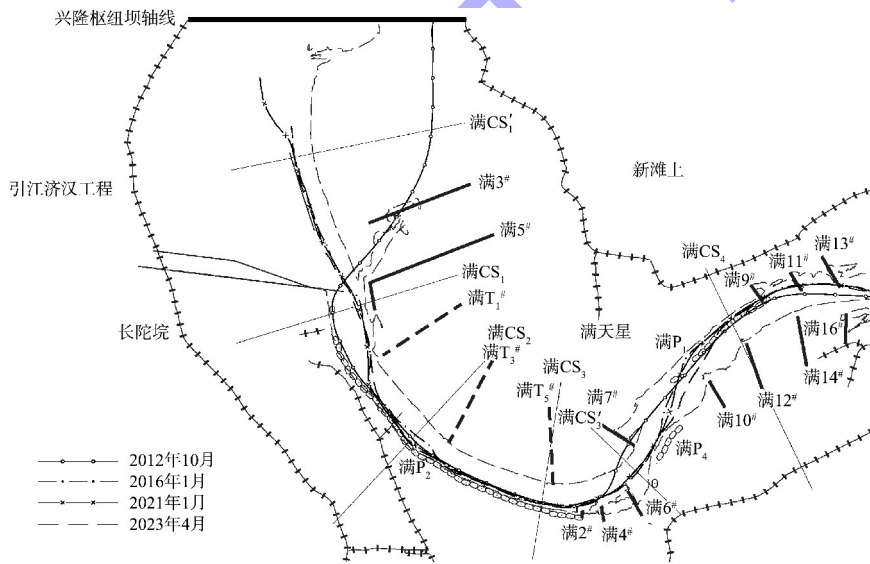 兴隆枢纽坝轴线
满CS₁′
新滩上
满3#
引江济汉工程
满5#
满CS₄
满11#
满13#
满9#
满CS₁
满T₁#
长陀垸
满CS₂
满天星
满P₁
满16#
满T₃#
满CS₃
满14#
满T₅#
满7#
满12#
满CS₃′
满10#
满P₄
满P₂
2012年10月
2016年1月
2021年1月
2023年4月
满6#
满2#
满4#